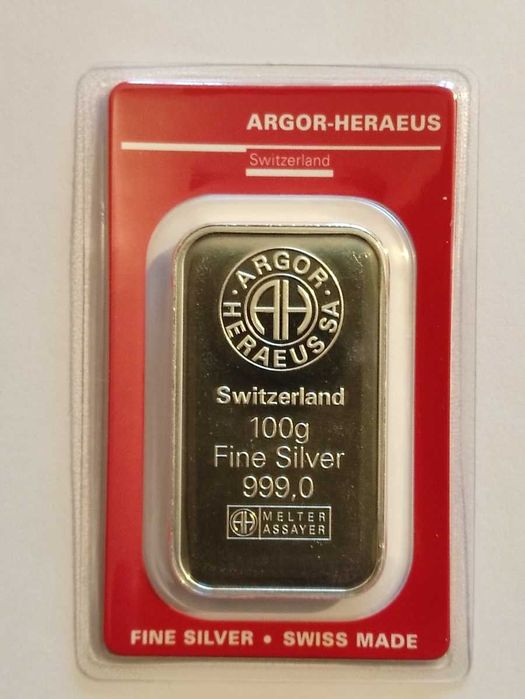 ARGOR-HERAEUS
Switzerland
· ARGOR ·
HERAEUS SA
AH
Switzerland
100g
Fine Silver
999,0
AH MELTER
ASSAYER
FINE SILVER • SWISS MADE